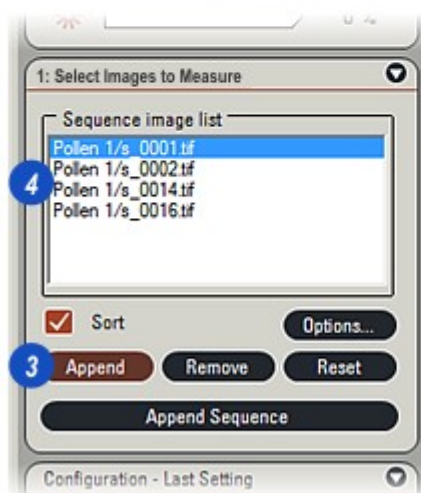 0 %
1: Select Images to Measure
Sequence image list
Pollen 1/s_0001.tif
Pollen 1/s_0002.tif
4
Pollen 1/s_0014.tif
Pollen 1/s_0016.tif
Sort
Options...
3
Append
Remove
Reset
Append Sequence
Configuration - Last Setting